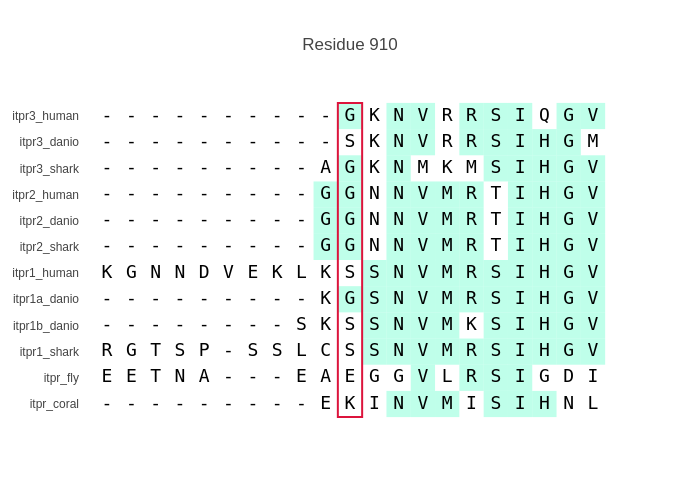 Residue 910
itpr3_human - - - - - - - - - - G K N V R R S I Q G V
itpr3_danio - - - - - - - - - - S K N V R R S I H G M
itpr3_shark - - - - - - - - - A G K N M K M S I H G V
itpr2_human - - - - - - - - - G G N N V M R T I H G V
itpr2_danio - - - - - - - - - G G N N V M R T I H G V
itpr2_shark - - - - - - - - - G G N N V M R T I H G V
itpr1_human K G N N D V E K L K S S N V M R S I H G V
itpr1a_danio - - - - - - - - - K G S N V M R S I H G V
itpr1b_danio - - - - - - - - S K S S N V M K S I H G V
itpr1_shark R G T S P - S S L C S S N V M R S I H G V
itpr_fly E E T N A - - - E A E G G V L R S I G D I
itpr_coral - - - - - - - - - E K I N V M I S I H N L